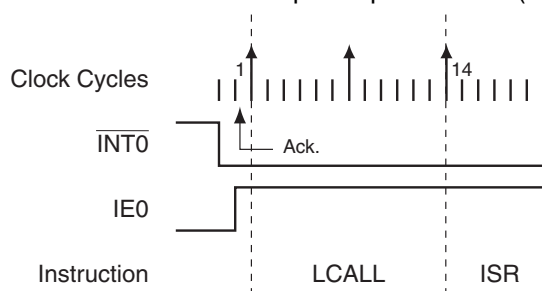 1
14
Clock Cycles
INT0
Ack.
IE0
Instruction LCALL ISR